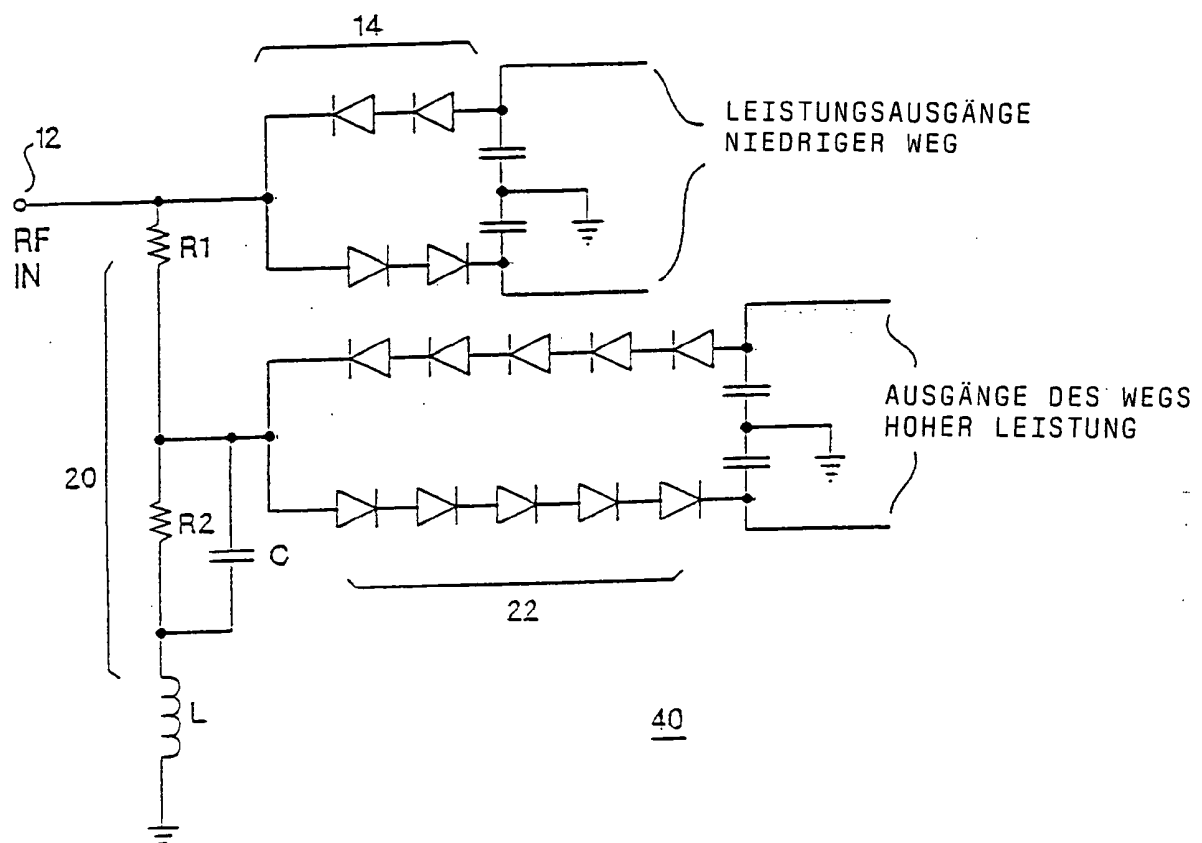 14
12
RF
IN
R1
LEISTUNGSAUSGÄNGE
NIEDRIGER WEG
AUSGÄNGE DES WEGS
HOHER LEISTUNG
20
R2
C
22
L
40